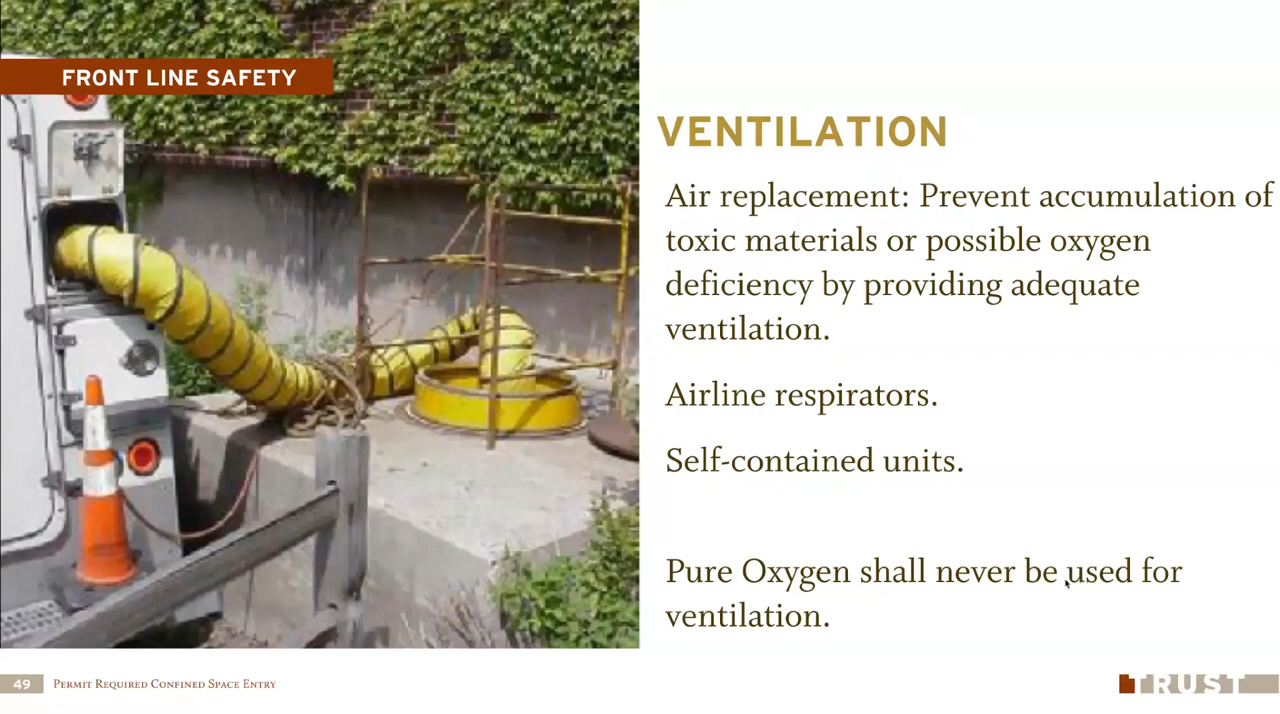 FRONT LINE SAFETY
VENTILATION
Air replacement: Prevent accumulation of
toxic materials or possible oxygen
deficiency by providing adequate
ventilation.
Airline respirators.
Self-contained units.
Pure Oxygen shall never be used for
ventilation.
49 Permit Required Confined Space Entry
TRUST